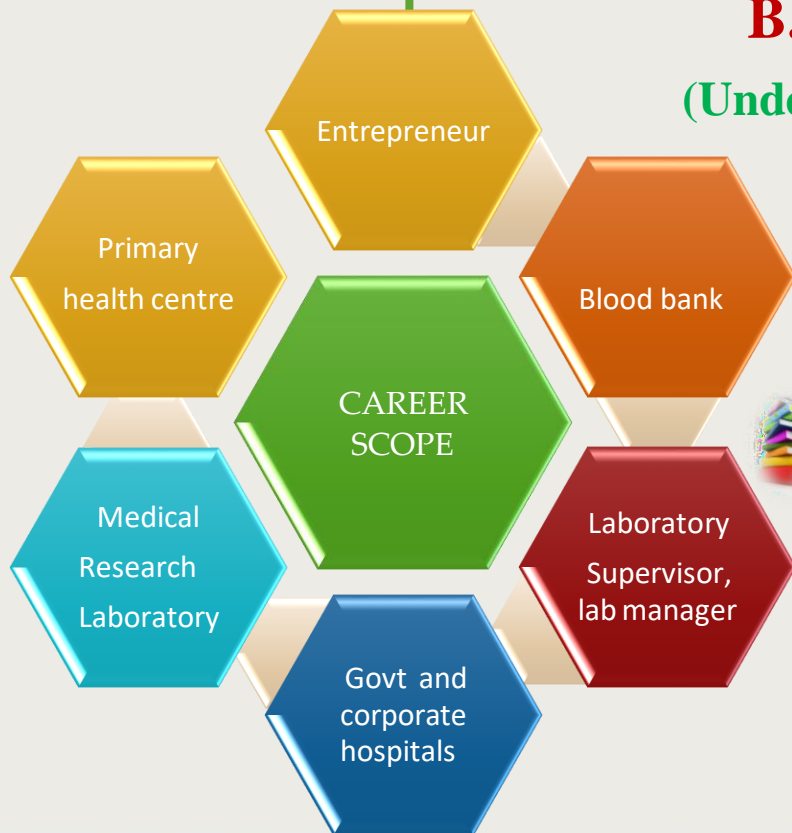 B.
(Unde
Entrepreneur
Primary
health centre
Blood bank
CAREER
SCOPE
Medical
Research
Laboratory
Laboratory
Supervisor,
lab manager
Govt and
corporate
hospitals